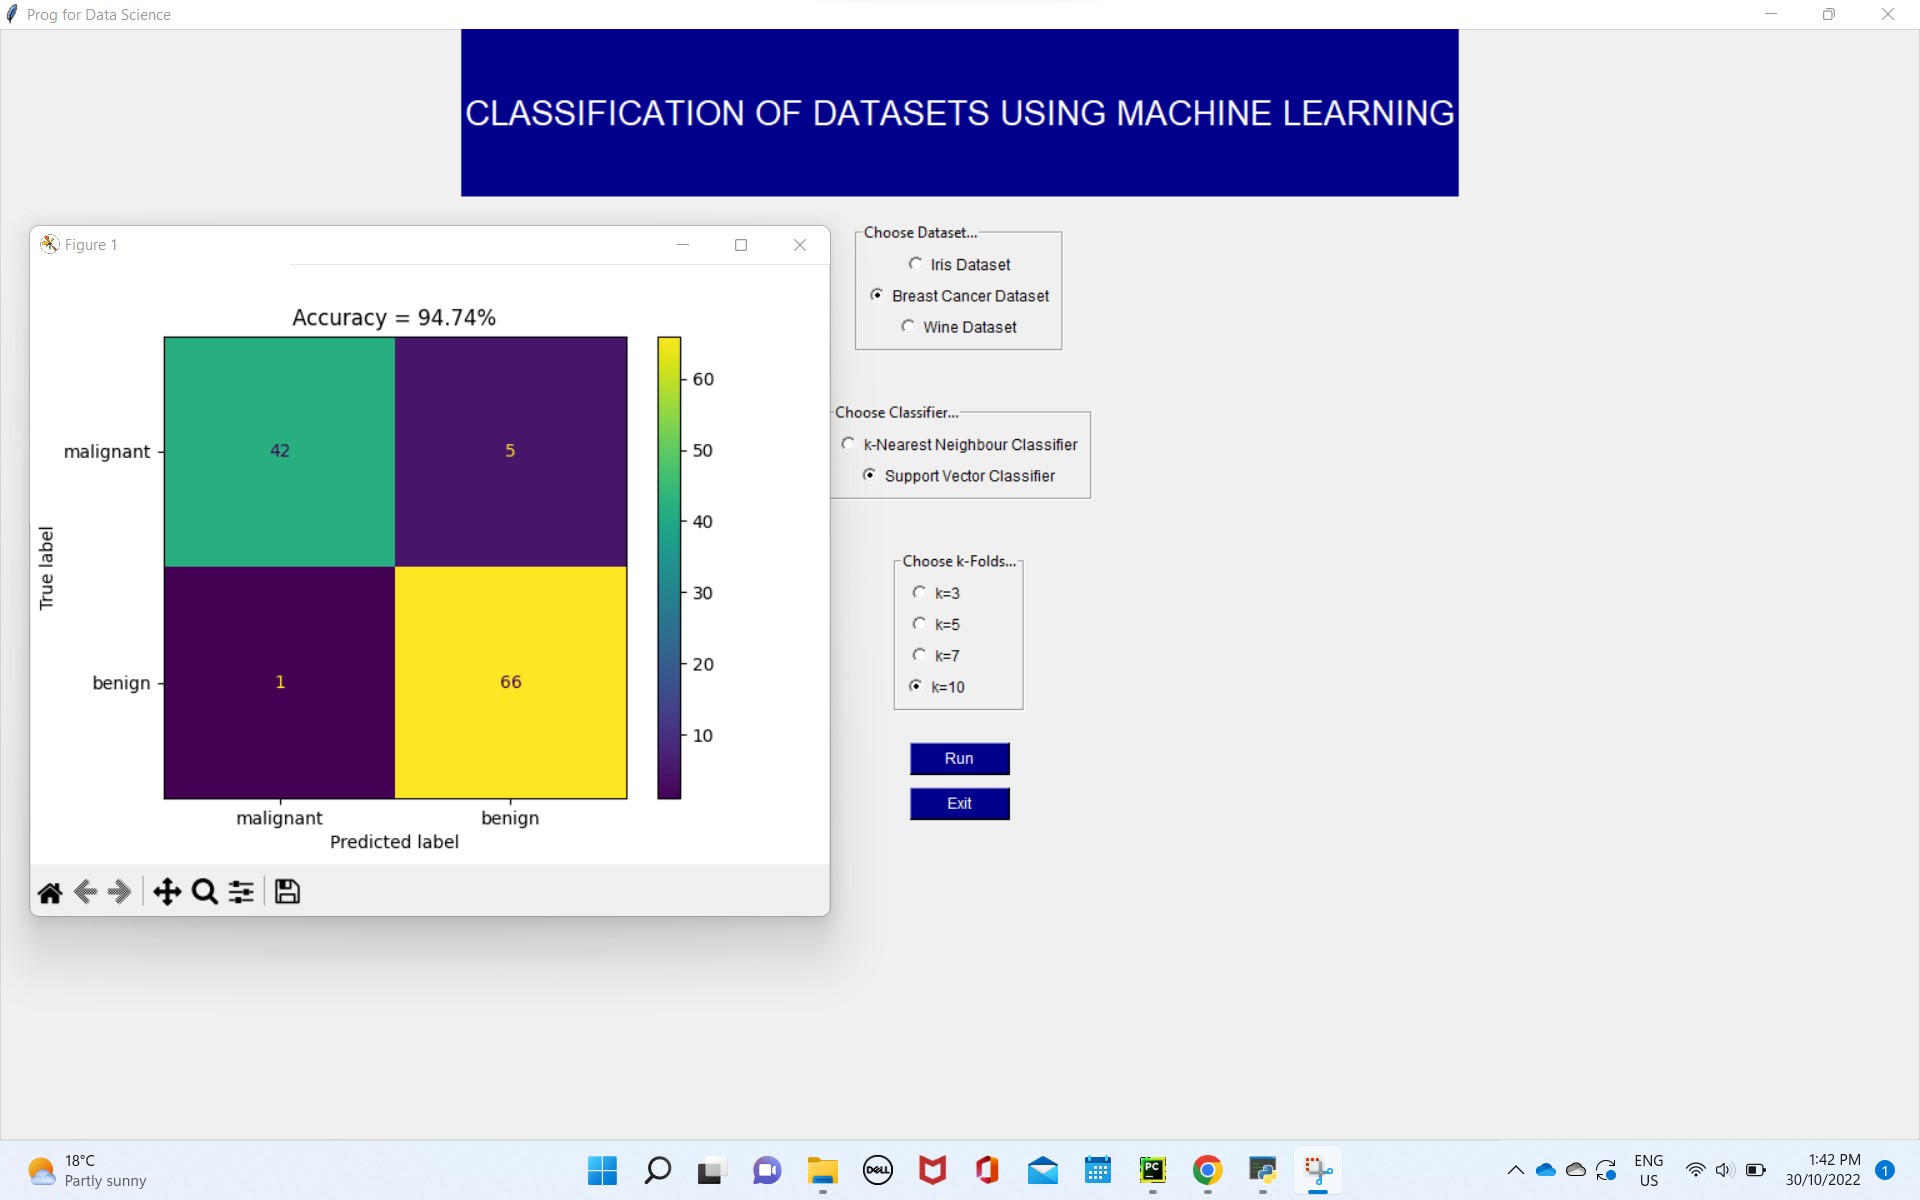 Prog for Data Science
CLASSIFICATION OF DATASETS USING MACHINE LEARNING
Figure 1
Accuracy = 94.74%
malignant
42
5
benign
1
66
True label
malignant
benign
Predicted label
60
50
40
30
20
10
Choose Dataset...
Iris Dataset
Breast Cancer Dataset
Wine Dataset
Choose Classifier...
k-Nearest Neighbour Classifier
Support Vector Classifier
Choose k-Folds...
k=3
k=5
k=7
k=10
Run
Exit
18°C
Partly sunny
DELL
PC
ENG
US
1:42 PM
30/10/2022
1